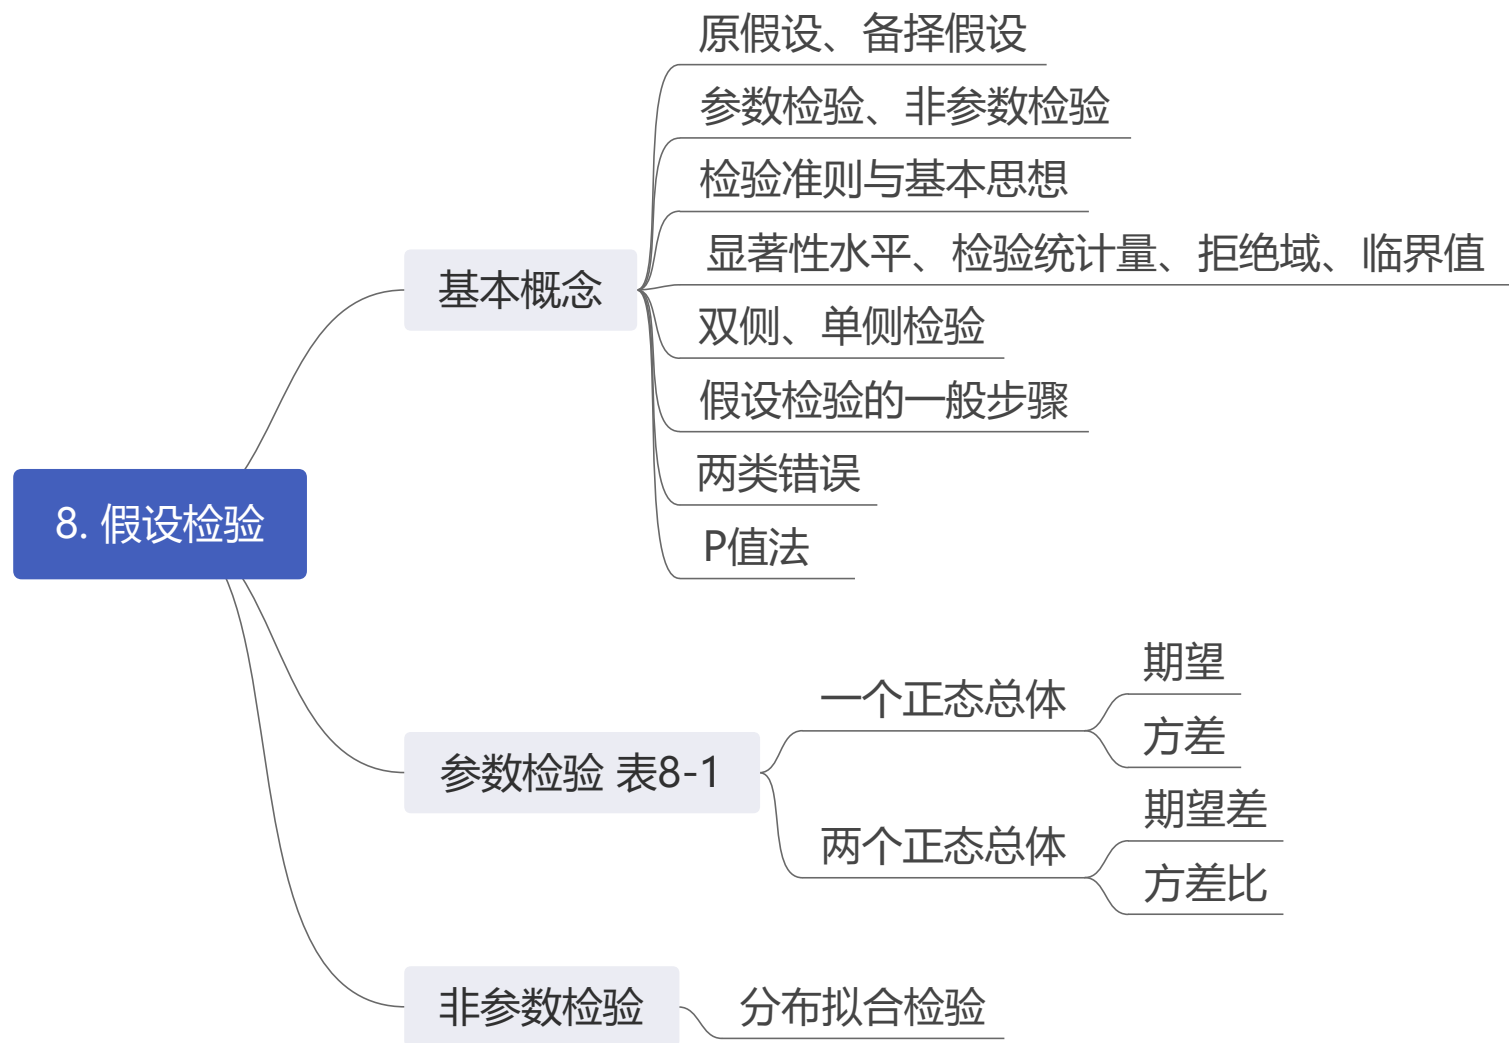 原假设、备择假设
参数检验、非参数检验
检验准则与基本思想
显著性水平、检验统计量、拒绝域、临界值
基本概念
双侧、单侧检验
假设检验的一般步骤
两类错误
P值法
8. 假设检验
期望
一个正态总体
方差
参数检验 表8-1
期望差
两个正态总体
方差比
非参数检验
分布拟合检验